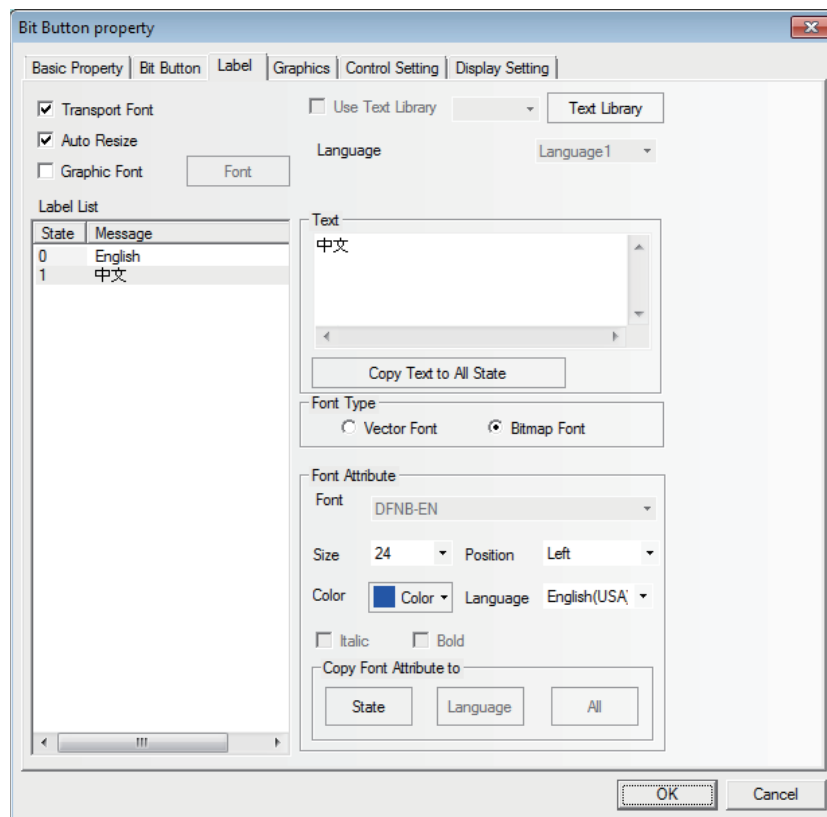 Bit Button property
Basic Property Bit Button Label Graphics Control Setting Display Setting
Transport Font
Use Text Library
Text Library
Auto Resize
Language
Language1
Graphic Font
Font
Label List
State Message
0 English
1 中文
Text
中文
Copy Text to All State
Font Type
Vector Font
Bitmap Font
Font Attribute
Font
DFNB-EN
Size
24
Position
Left
Color
Color
Language
English(USA)
Italic
Bold
Copy Font Attribute to
State
Language
All
OK
Cancel